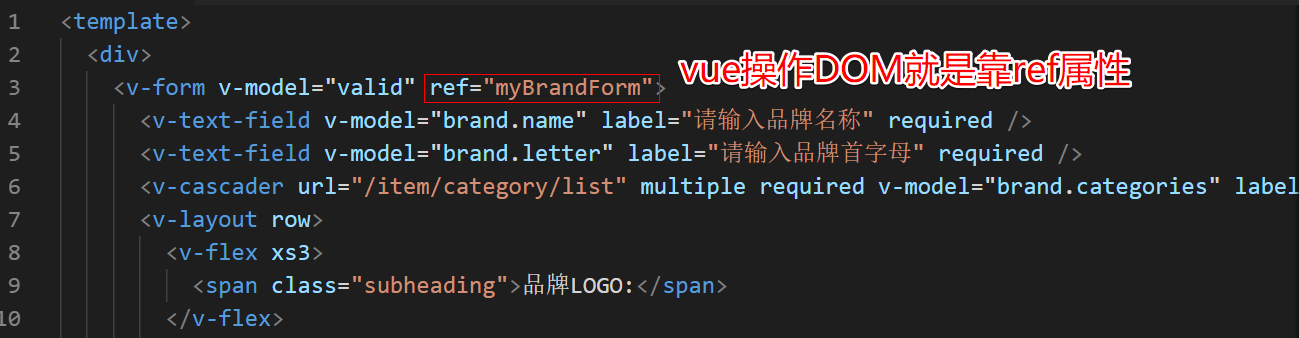 1 <template>
2 <div>
vue操作DOM就是靠ref属性
3 <v-form v-model="valid" ref="myBrandForm">
4 <v-text-field v-model="brand.name" label="请输入品牌名称" required />
5 <v-text-field v-model="brand.letter" label="请输入品牌首字母" required />
6 <v-cascader url="/item/category/list" multiple required v-model="brand.categories" label
7 <v-layout row>
8 <v-flex xs3>
9 <span class="subheading">品牌LOGO:</span>
10 </v-flex>